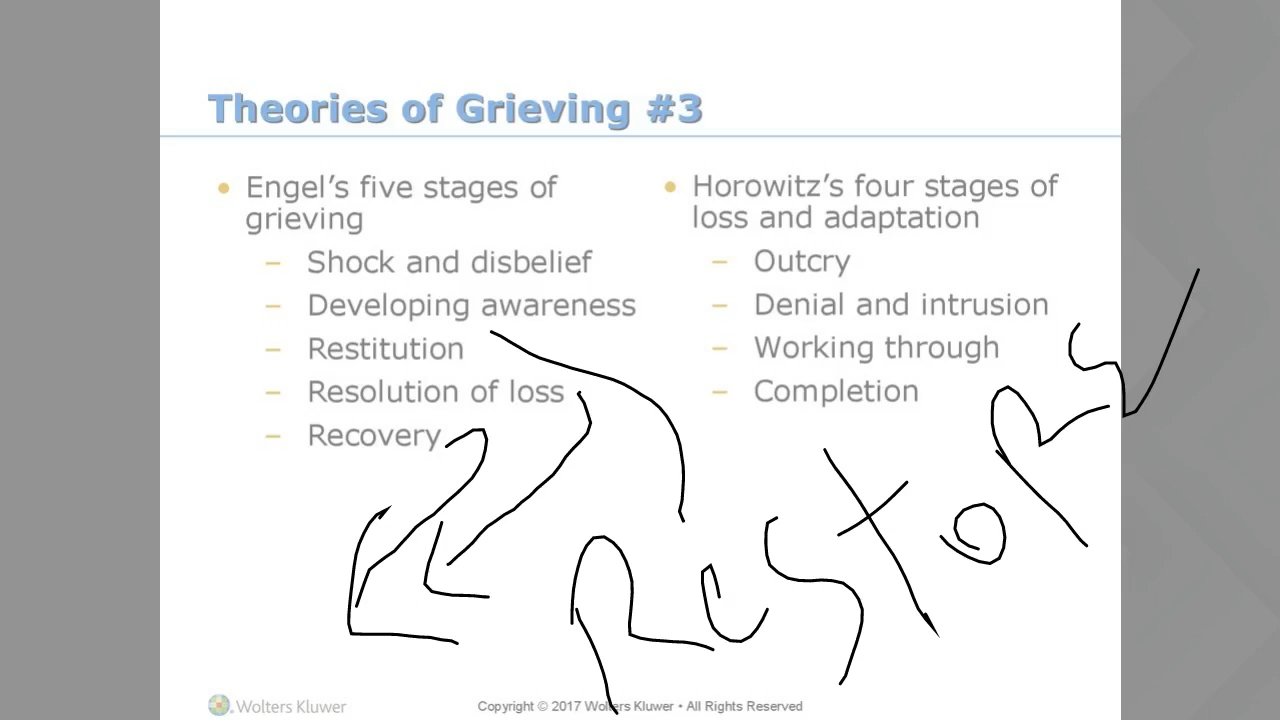 Theories of Grieving #3
• Engel's five stages of
grieving
– Shock and disbelief
– Developing awareness
– Restitution
– Resolution of loss
– Recovery
• Horowitz's four stages of
loss and adaptation
– Outcry
– Denial and intrusion
– Working through
– Completion
Wolters Kluwer
Copyright © 2017 Wolters Kluwer • All Rights Reserved